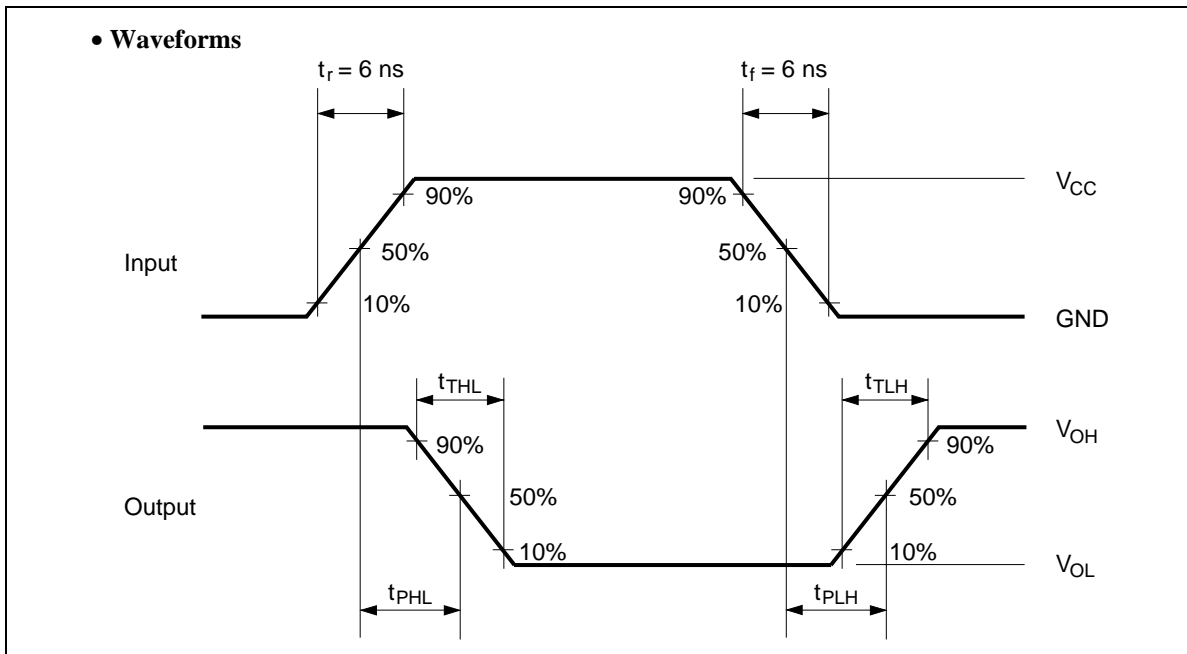 • Waveforms
tr = 6 ns
tf = 6 ns
90%
90%
VCC
Input
50%
50%
10%
10%
GND
tTHL
tTLH
90%
90%
VOH
Output
50%
50%
10%
10%
VOL
tPHL
tPLH